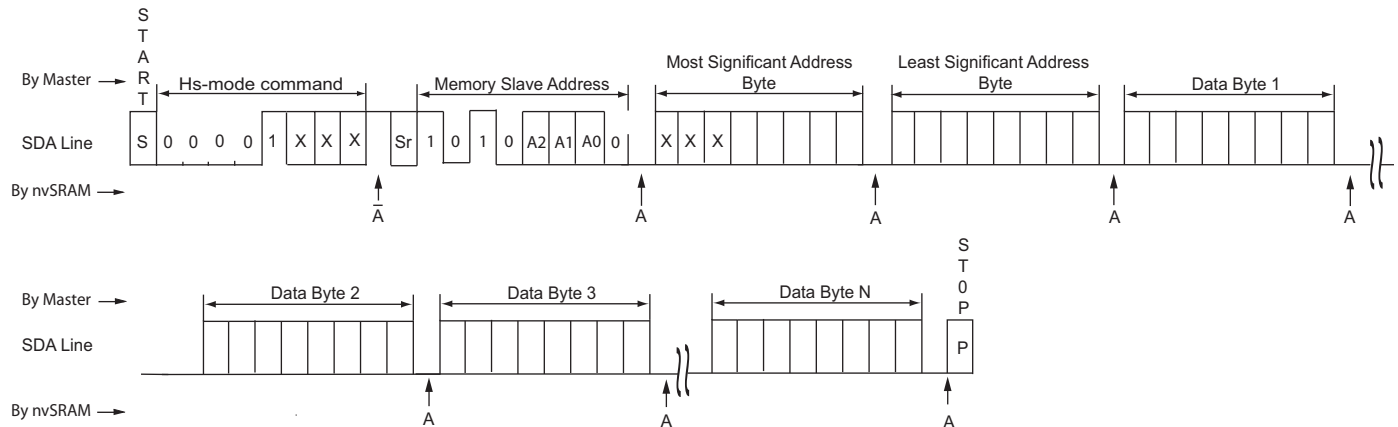 START
Most Significant Address
Byte
Least Significant Address
Byte
By Master
Hs-mode command
Memory Slave Address
Data Byte 1
SDA Line
S 0 0 0 0 1 X X X Sr 1 0 1 0 A2 A1 A0 0 X X X
By nvSRAM
A̅ A A A A
ST0P
By Master
Data Byte 2
Data Byte 3
Data Byte N
SDA Line
P
By nvSRAM
A A A